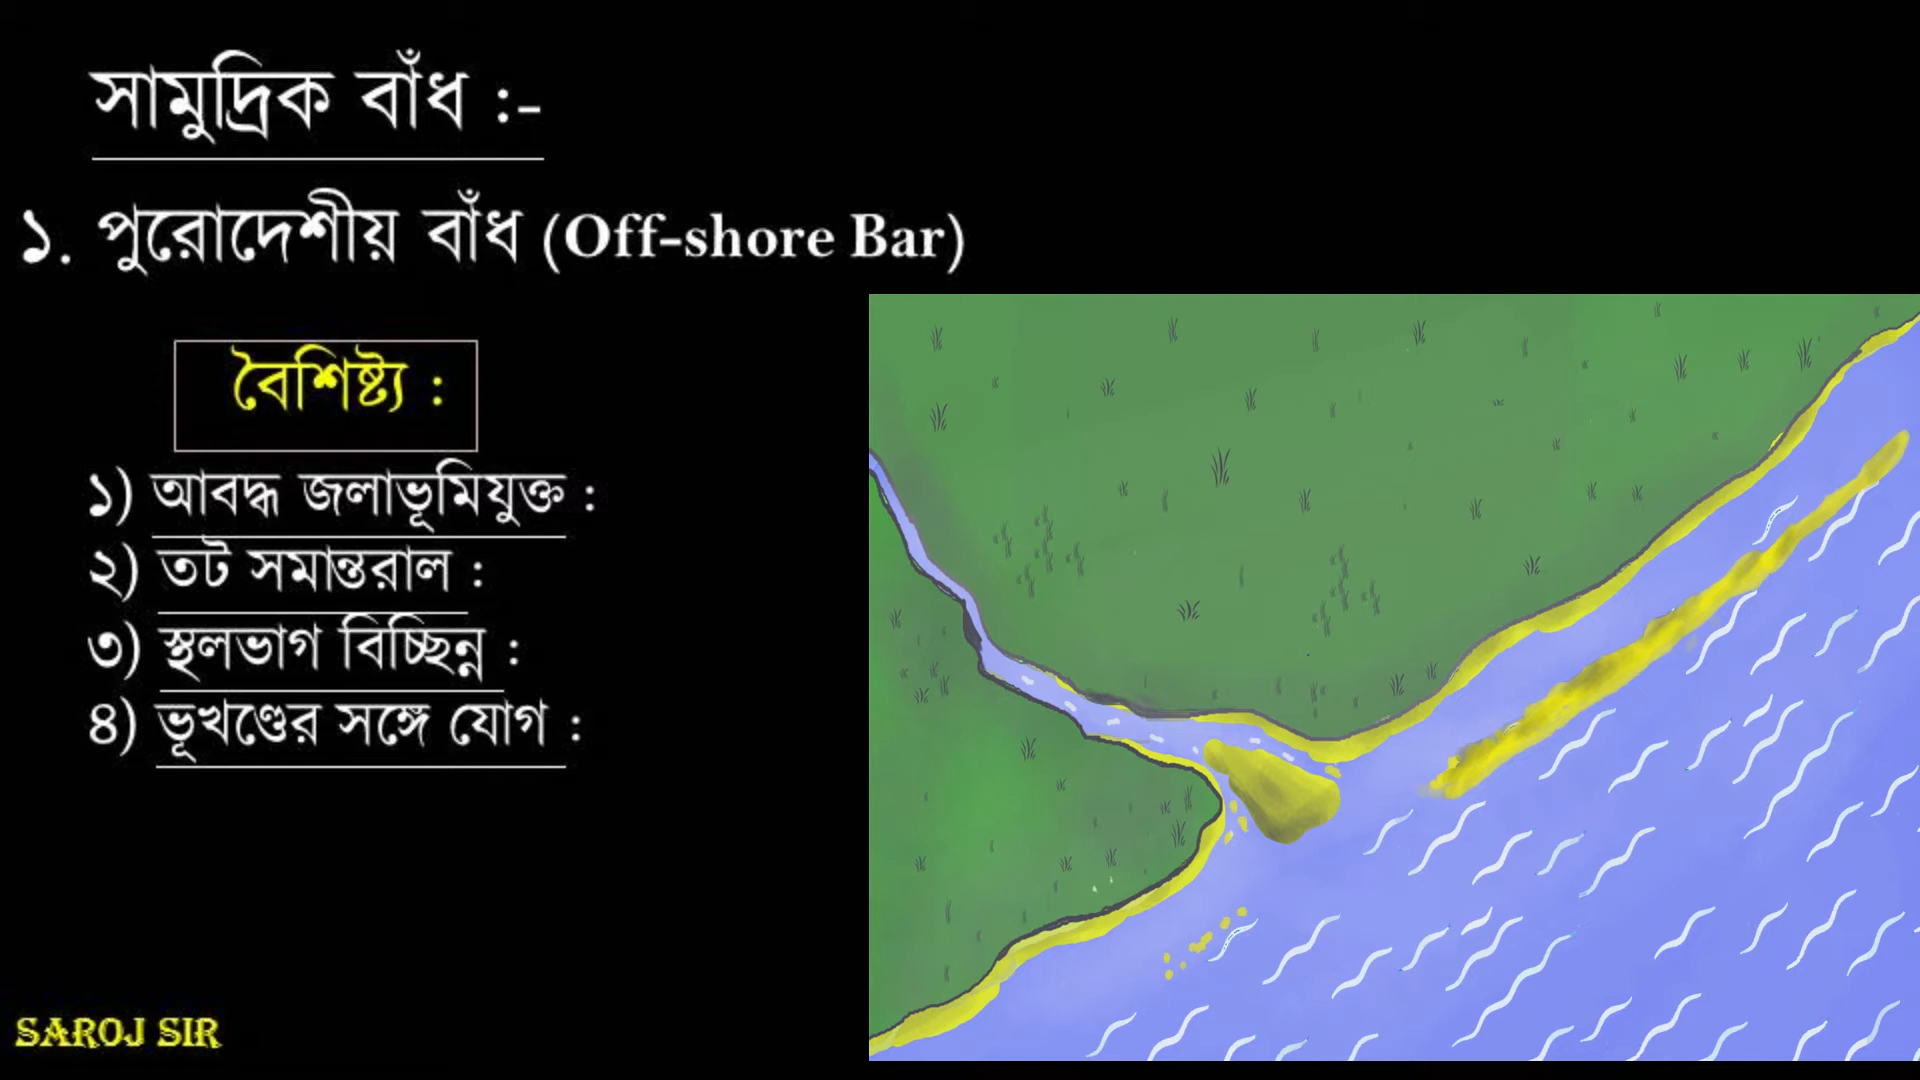 সামুদ্রিক বাঁধ :-
১. পুরোদেশীয় বাঁধ (Off-shore Bar)
বৈশিষ্ট্য :
১) আবদ্ধ জলাভূমিযুক্ত :
২) তট সমান্তরাল :
৩) স্থলভাগ বিচ্ছিন্ন :
৪) ভূখণ্ডের সঙ্গে যোগ :
SAROJ SIR